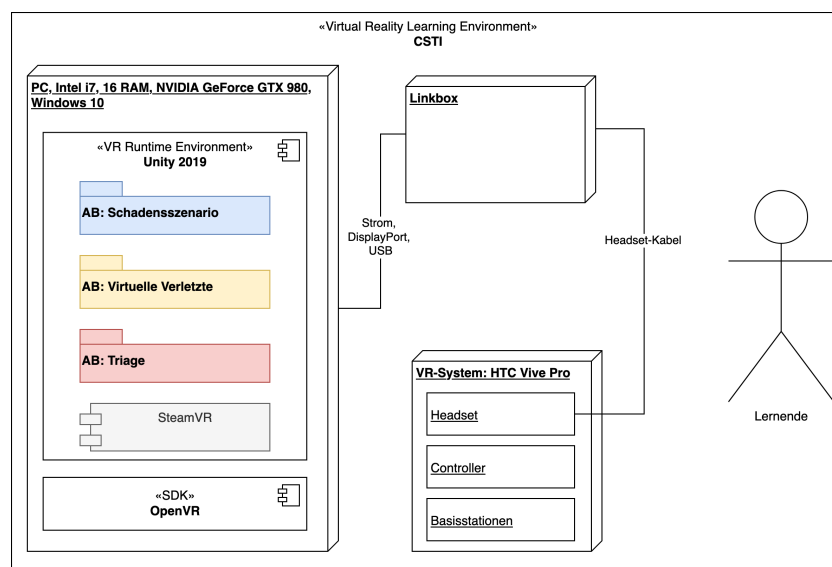 «Virtual Reality Learning Environment»
CSTI
PC, Intel i7, 16 RAM, NVIDIA GeForce GTX 980,
Windows 10
«VR Runtime Environment»
Unity 2019
AB: Schadensszenario
AB: Virtuelle Verletzte
AB: Triage
SteamVR
«SDK»
OpenVR
Strom,
DisplayPort,
USB
Linkbox
Headset-Kabel
VR-System: HTC Vive Pro
Headset
Controller
Basisstationen
Lernende